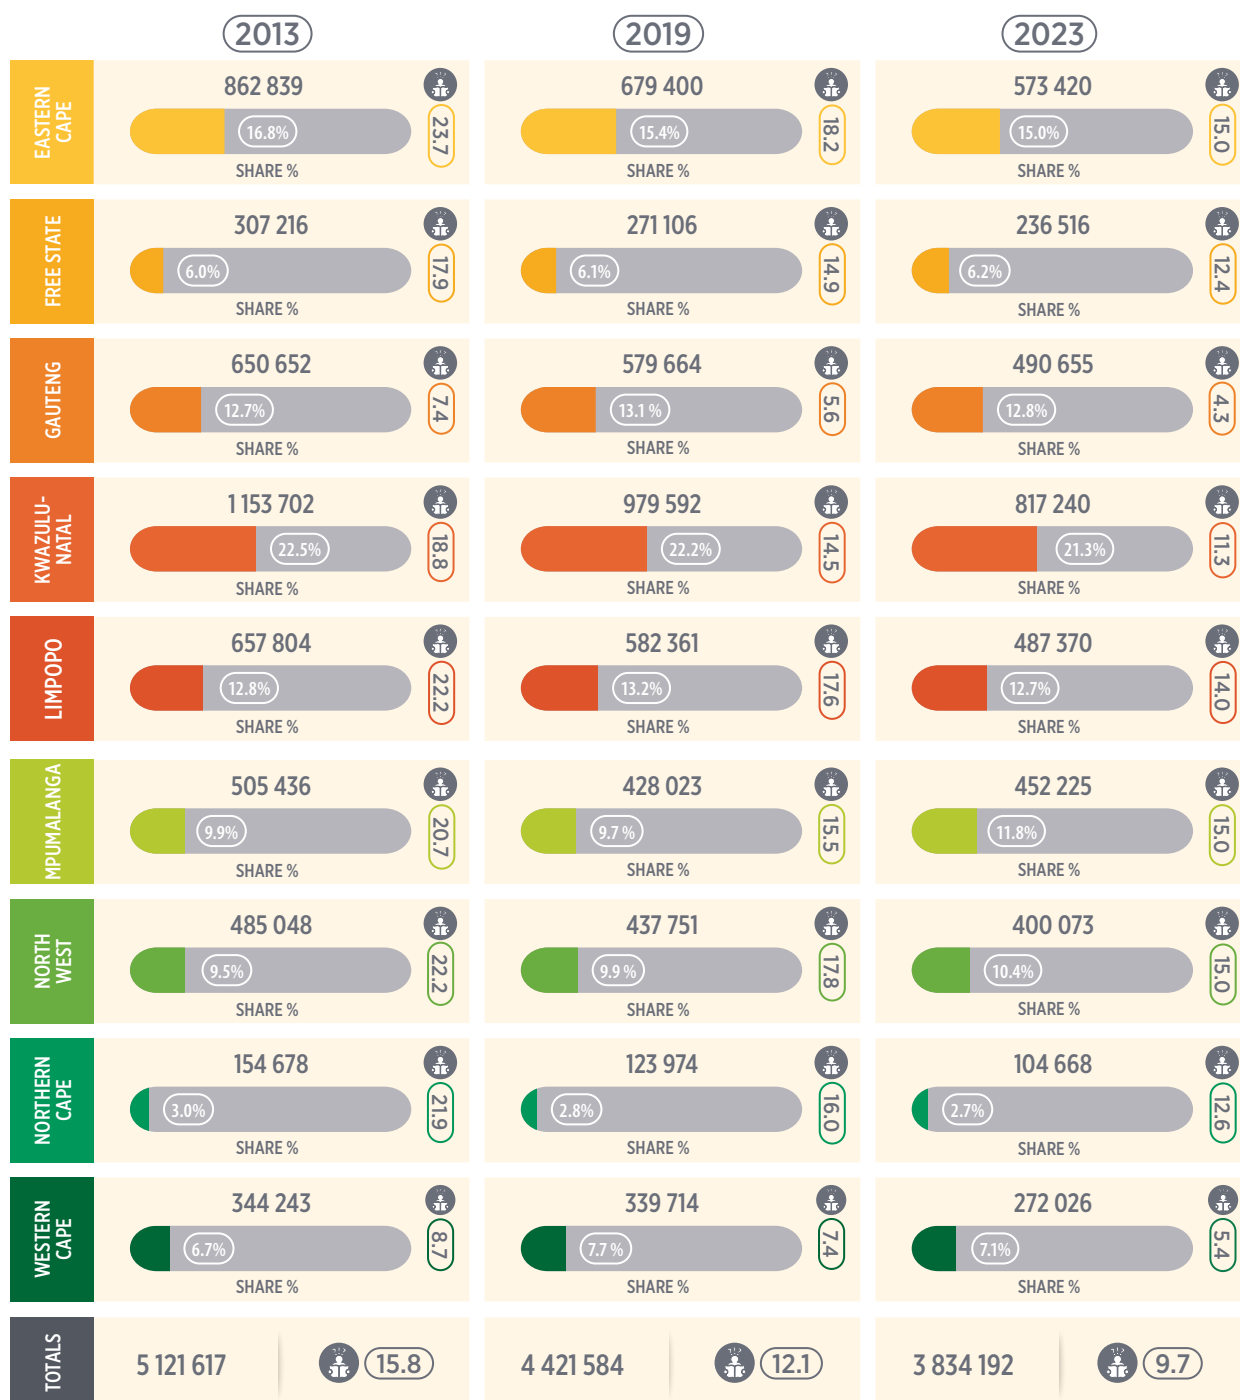 2013
2019
2023
EASTERN
CAPE
862 839
16.8%
SHARE %
23.7
679 400
15.4%
SHARE %
18.2
573 420
15.0%
SHARE %
15.0
FREE STATE
307 216
6.0%
SHARE %
17.9
271 106
6.1%
SHARE %
14.9
236 516
6.2%
SHARE %
12.4
GAUTENG
650 652
12.7%
SHARE %
7.4
579 664
13.1 %
SHARE %
5.6
490 655
12.8%
SHARE %
4.3
KWAZULU-
NATAL
1 153 702
22.5%
SHARE %
18.8
979 592
22.2%
SHARE %
14.5
817 240
21.3%
SHARE %
11.3
LIMPOPO
657 804
12.8%
SHARE %
22.2
582 361
13.2%
SHARE %
17.6
487 370
12.7%
SHARE %
14.0
MPUMALANGA
505 436
9.9%
SHARE %
20.7
428 023
9.7 %
SHARE %
15.5
452 225
11.8%
SHARE %
15.0
NORTH
WEST
485 048
9.5%
SHARE %
22.2
437 751
9.9 %
SHARE %
17.8
400 073
10.4%
SHARE %
15.0
NORTHERN
CAPE
154 678
3.0%
SHARE %
21.9
123 974
2.8%
SHARE %
16.0
104 668
2.7%
SHARE %
12.6
WESTERN
CAPE
344 243
6.7%
SHARE %
8.7
339 714
7.7 %
SHARE %
7.4
272 026
7.1%
SHARE %
5.4
TOTALS
5 121 617
15.8
4 421 584
12.1
3 834 192
9.7